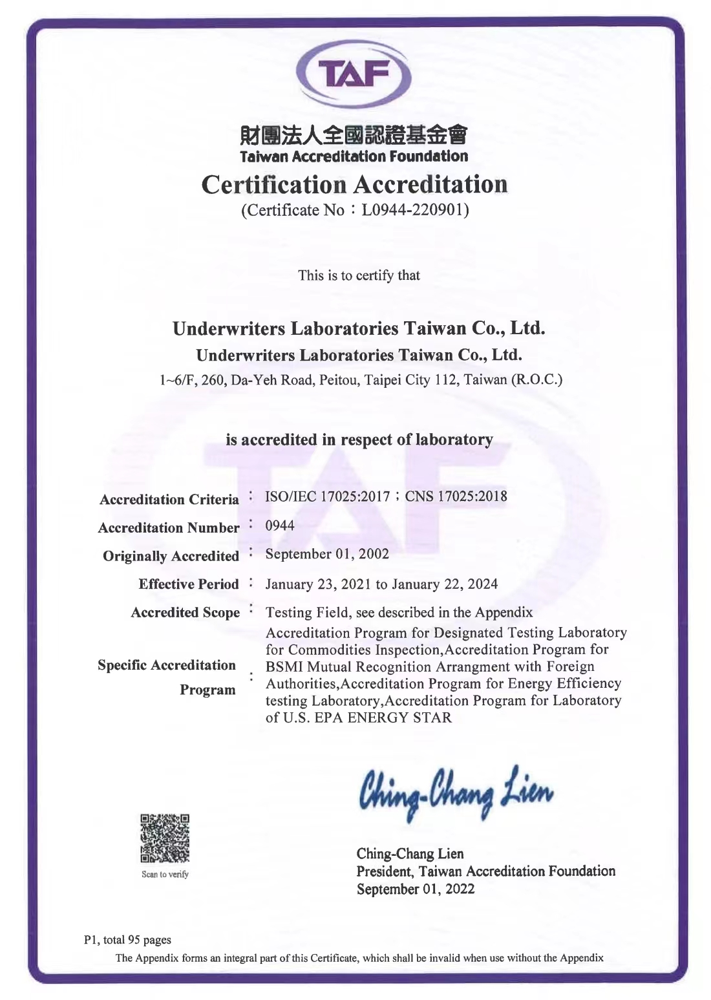 TAF
財團法人全國認證基金會
Taiwan Accreditation Foundation
Certification Accreditation
(Certificate No：L0944-220901)
This is to certify that
Underwriters Laboratories Taiwan Co., Ltd.
Underwriters Laboratories Taiwan Co., Ltd.
1~6/F, 260, Da-Yeh Road, Peitou, Taipei City 112, Taiwan (R.O.C.)
is accredited in respect of laboratory
TAF
Accreditation Criteria：ISO/IEC 17025:2017；CNS 17025:2018
Accreditation Number：0944
Originally Accredited：September 01, 2002
Effective Period：January 23, 2021 to January 22, 2024
Accredited Scope：Testing Field, see described in the Appendix
Specific Accreditation
Program：
Accreditation Program for Designated Testing Laboratory
for Commodities Inspection,Accreditation Program for
BSMI Mutual Recognition Arrangment with Foreign
Authorities,Accreditation Program for Energy Efficiency
testing Laboratory,Accreditation Program for Laboratory
of U.S. EPA ENERGY STAR
Ching-Chang Lien
Scan to verify
Ching-Chang Lien
President, Taiwan Accreditation Foundation
September 01, 2022
P1, total 95 pages
The Appendix forms an integral part of this Certificate, which shall be invalid when use without the Appendix